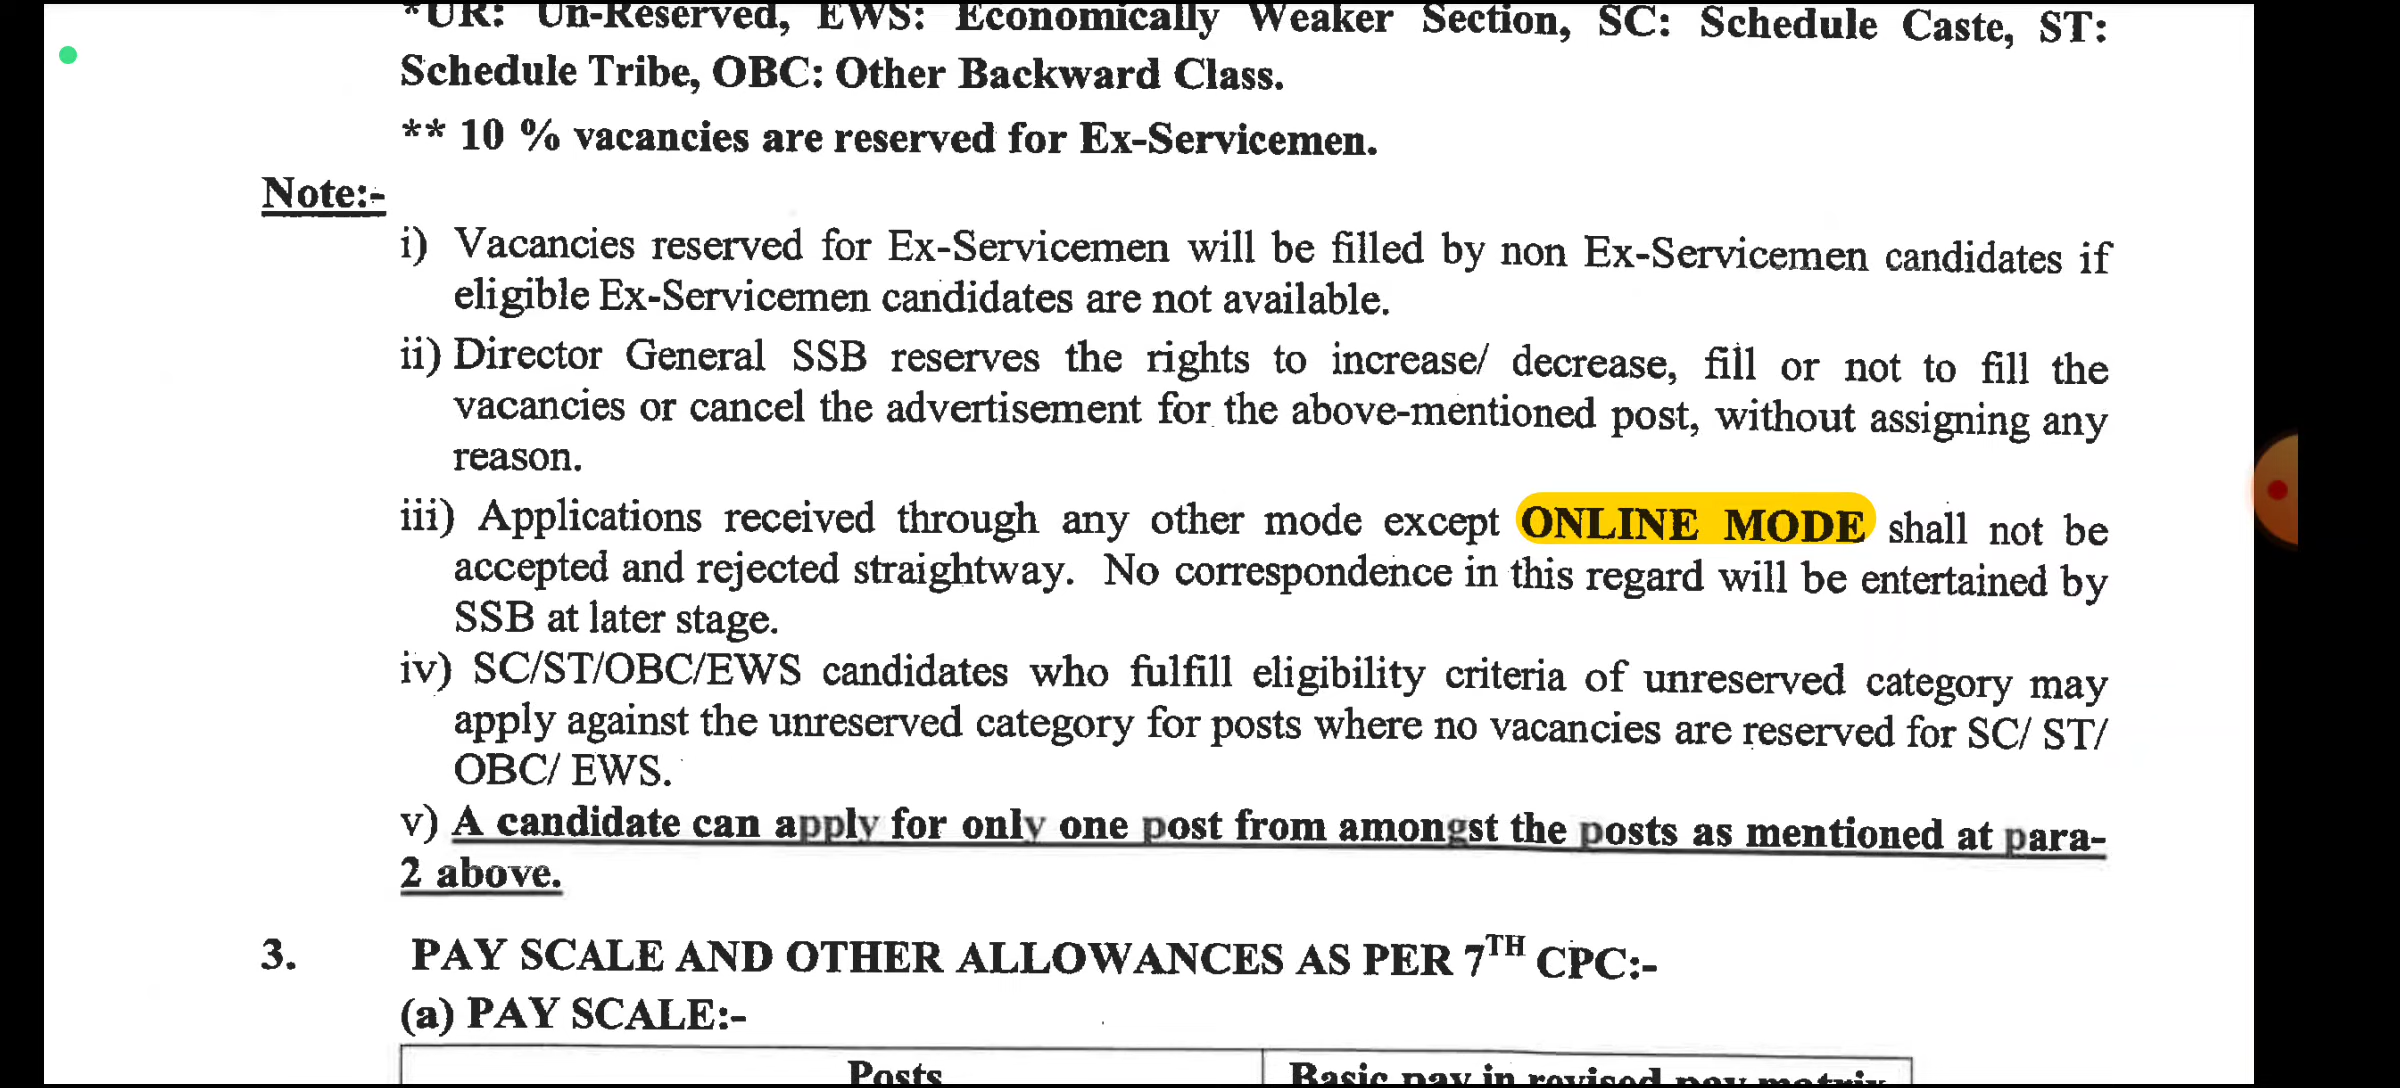 *UR: Un-Reserved, EWS: Economically Weaker Section, SC: Schedule Caste, ST:
Schedule Tribe, OBC: Other Backward Class.
** 10 % vacancies are reserved for Ex-Servicemen.
Note:-
i) Vacancies reserved for Ex-Servicemen will be filled by non Ex-Servicemen candidates if
eligible Ex-Servicemen candidates are not available.
ii) Director General SSB reserves the rights to increase/ decrease, fill or not to fill the
vacancies or cancel the advertisement for the above-mentioned post, without assigning any
reason.
iii) Applications received through any other mode except ONLINE MODE shall not be
accepted and rejected straightway. No correspondence in this regard will be entertained by
SSB at later stage.
iv) SC/ST/OBC/EWS candidates who fulfill eligibility criteria of unreserved category may
apply against the unreserved category for posts where no vacancies are reserved for SC/ ST/
OBC/ EWS.
v) A candidate can apply for only one post from amongst the posts as mentioned at para-
2 above.
3. PAY SCALE AND OTHER ALLOWANCES AS PER 7TH CPC:-
(a) PAY SCALE:-
Posts Basic pay in revised pay matrix